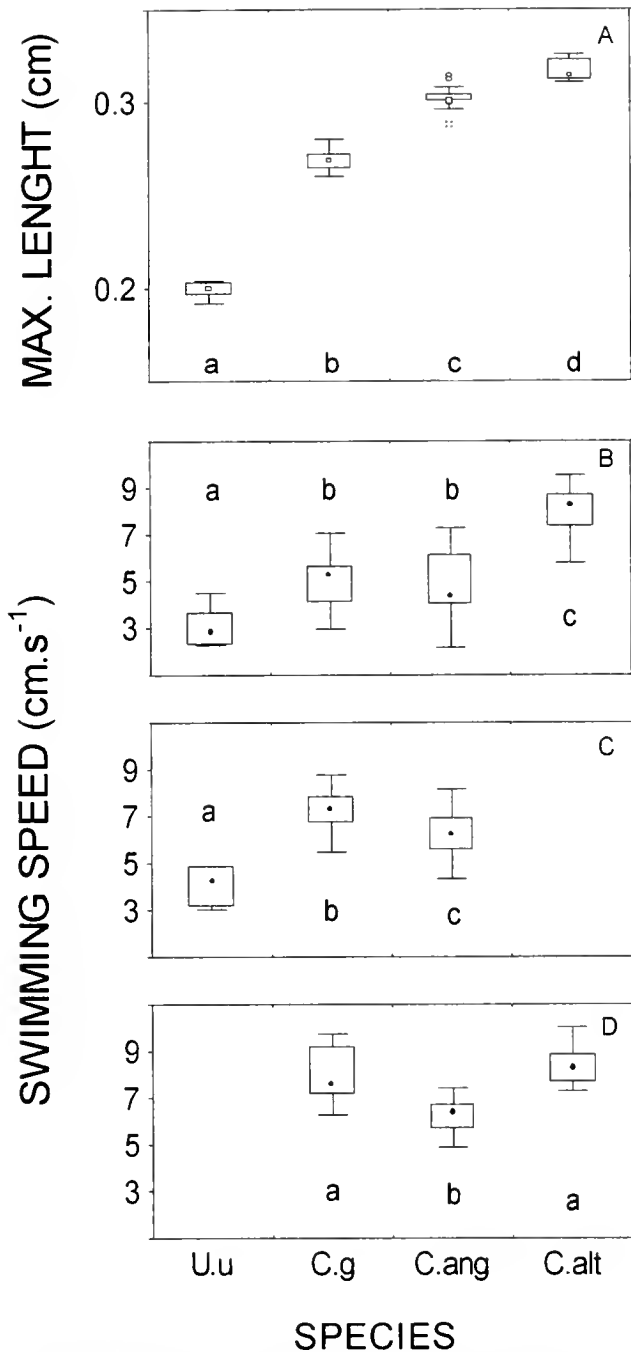 MAX. LENGHT (cm)
A
0.3
0.2
a b c d
SWIMMING SPEED (cm.s⁻¹)
B
9
7
5
3
a b b c
C
9
7
5
3
a b c
D
9
7
5
3
a b a
U.u C.g C.ang C.alt
SPECIES